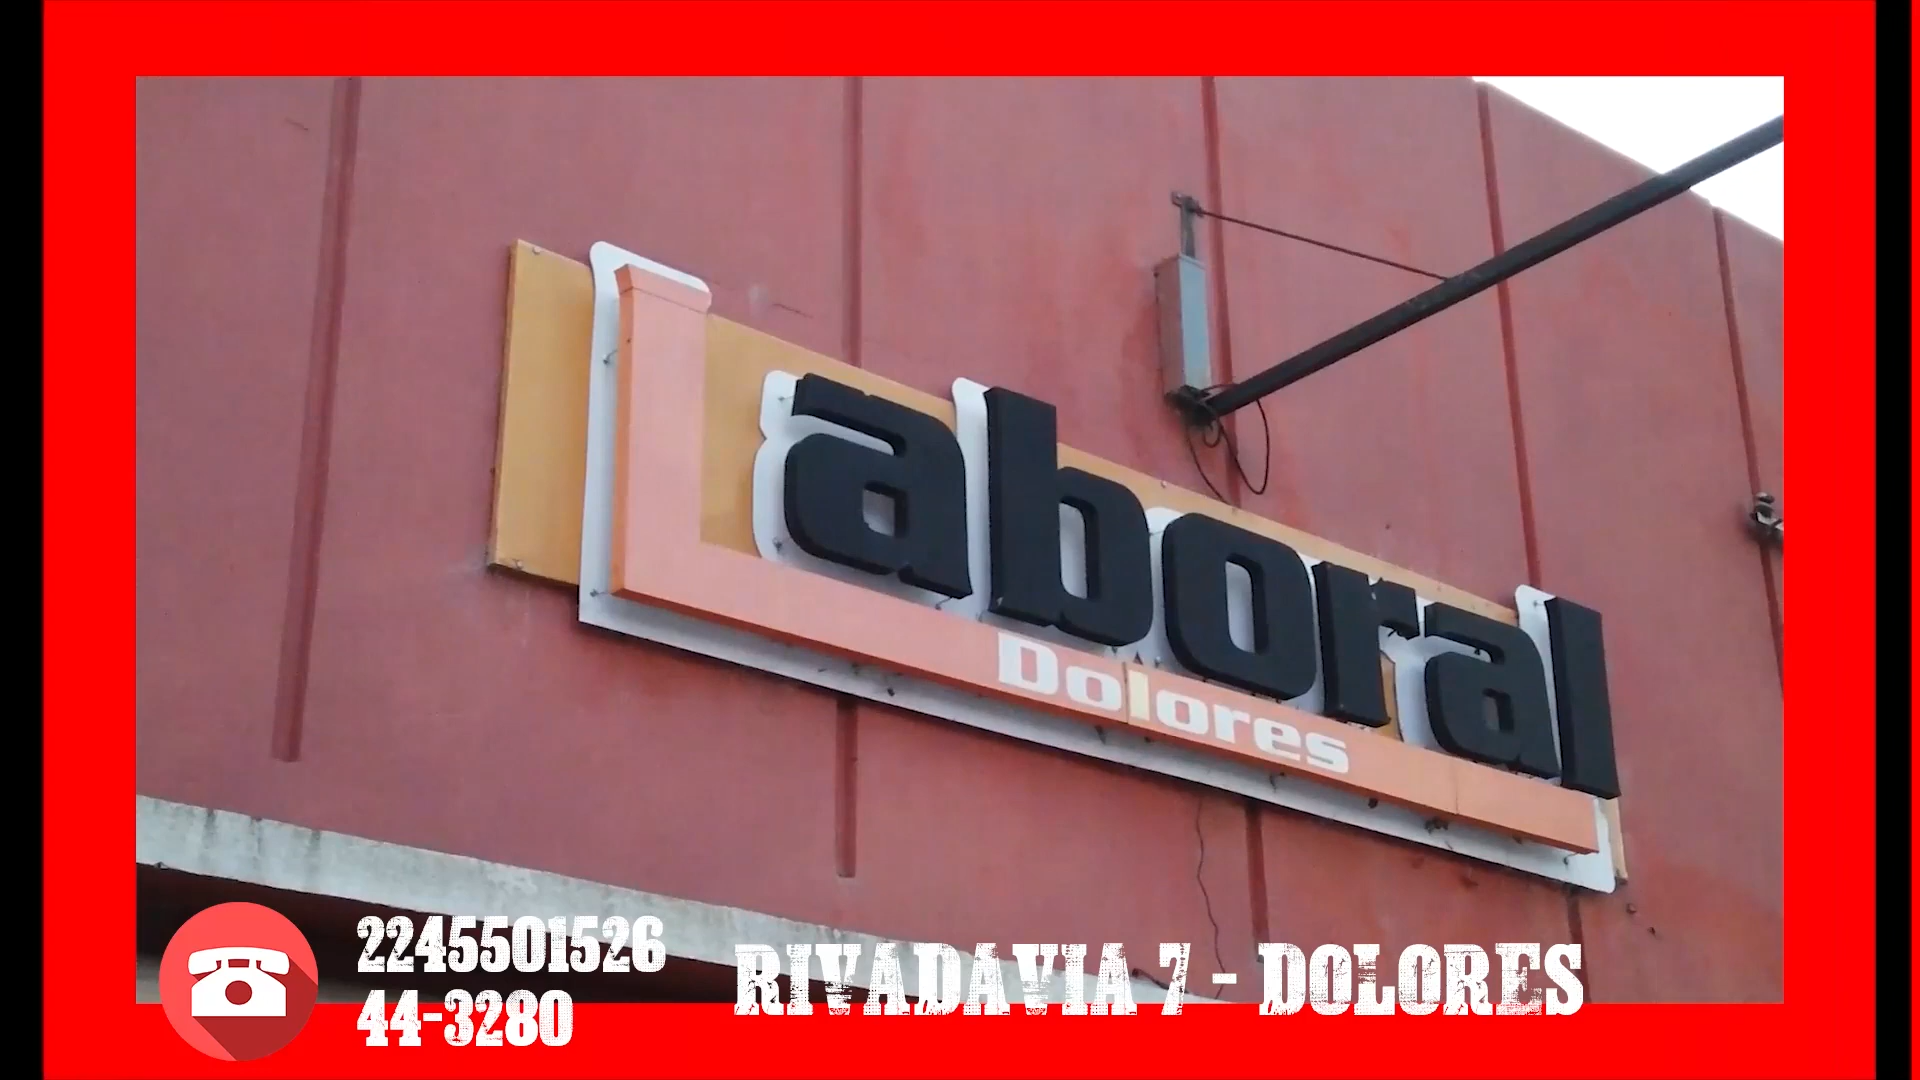 Laboral
Dolores
2245501526
44-3280
RIVADAVIA 7 - DOLORES